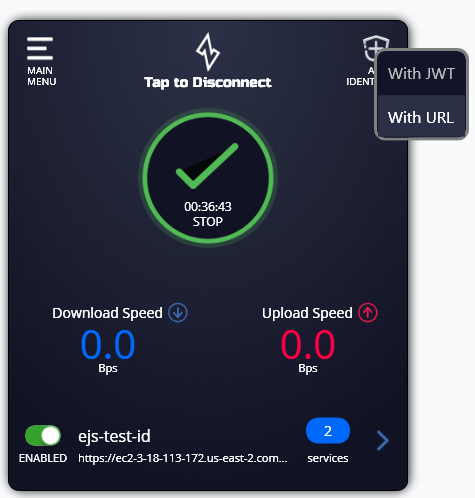 MAIN
MENU
Tap to Disconnect
IDENTIT
With JWT
With URL
00:36:43
STOP
Download Speed
Upload Speed
0.0
0.0
Bps
Bps
ejs-test-id
2
ENABLED
https://ec2-3-18-113-172.us-east-2.com...
services